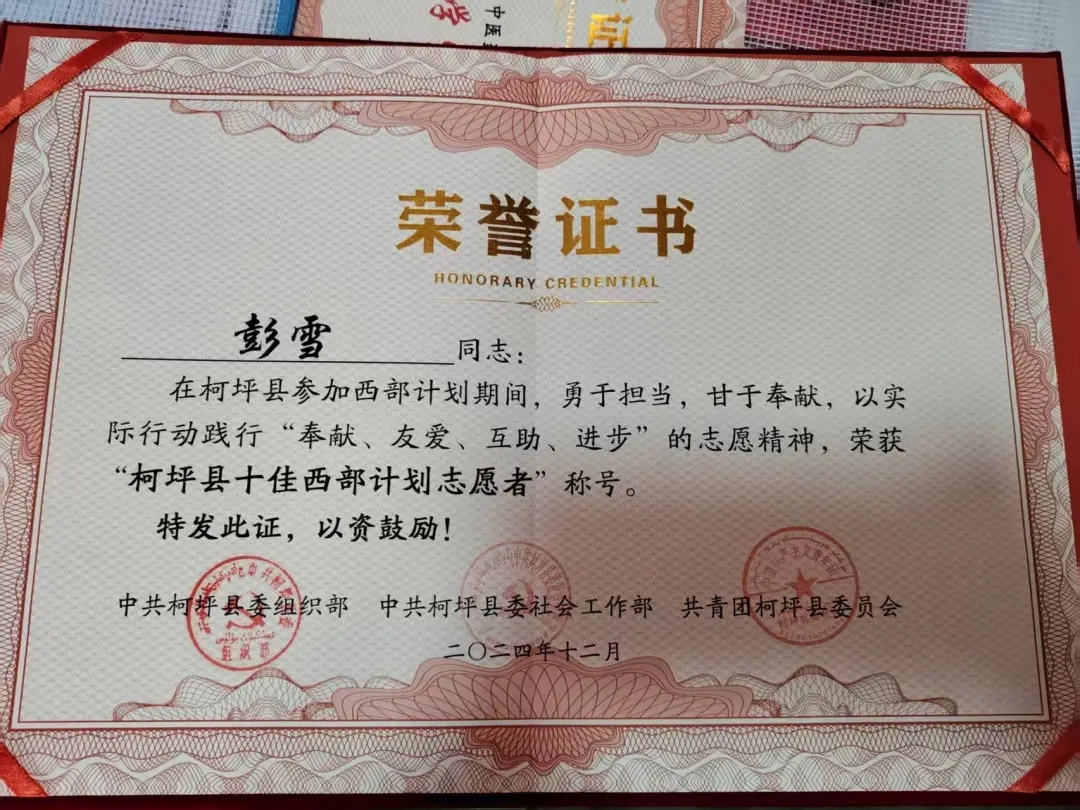 中医
荣誉证书
HONORARY CREDENTIAL
彭雪 同志：
在柯坪县参加西部计划期间，勇于担当，甘于奉献，以实
际行动践行“奉献、友爱、互助、进步”的志愿精神，荣获
“柯坪县十佳西部计划志愿者”称号。
特发此证，以资鼓励！
中共柯坪县委组织部 中共柯坪县委社会工作部 共青团柯坪县委员会
二〇二四年十二月
组织部